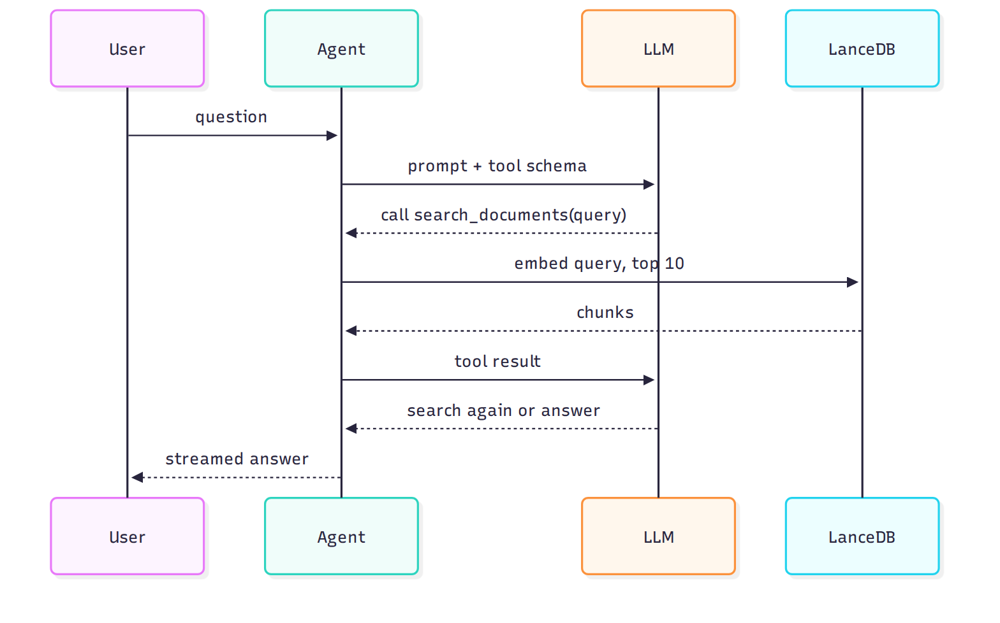 User
Agent
LLM
LanceDB
question
prompt + tool schema
call search_documents(query)
embed query, top 10
chunks
tool result
search again or answer
streamed answer
User
Agent
LLM
LanceDB